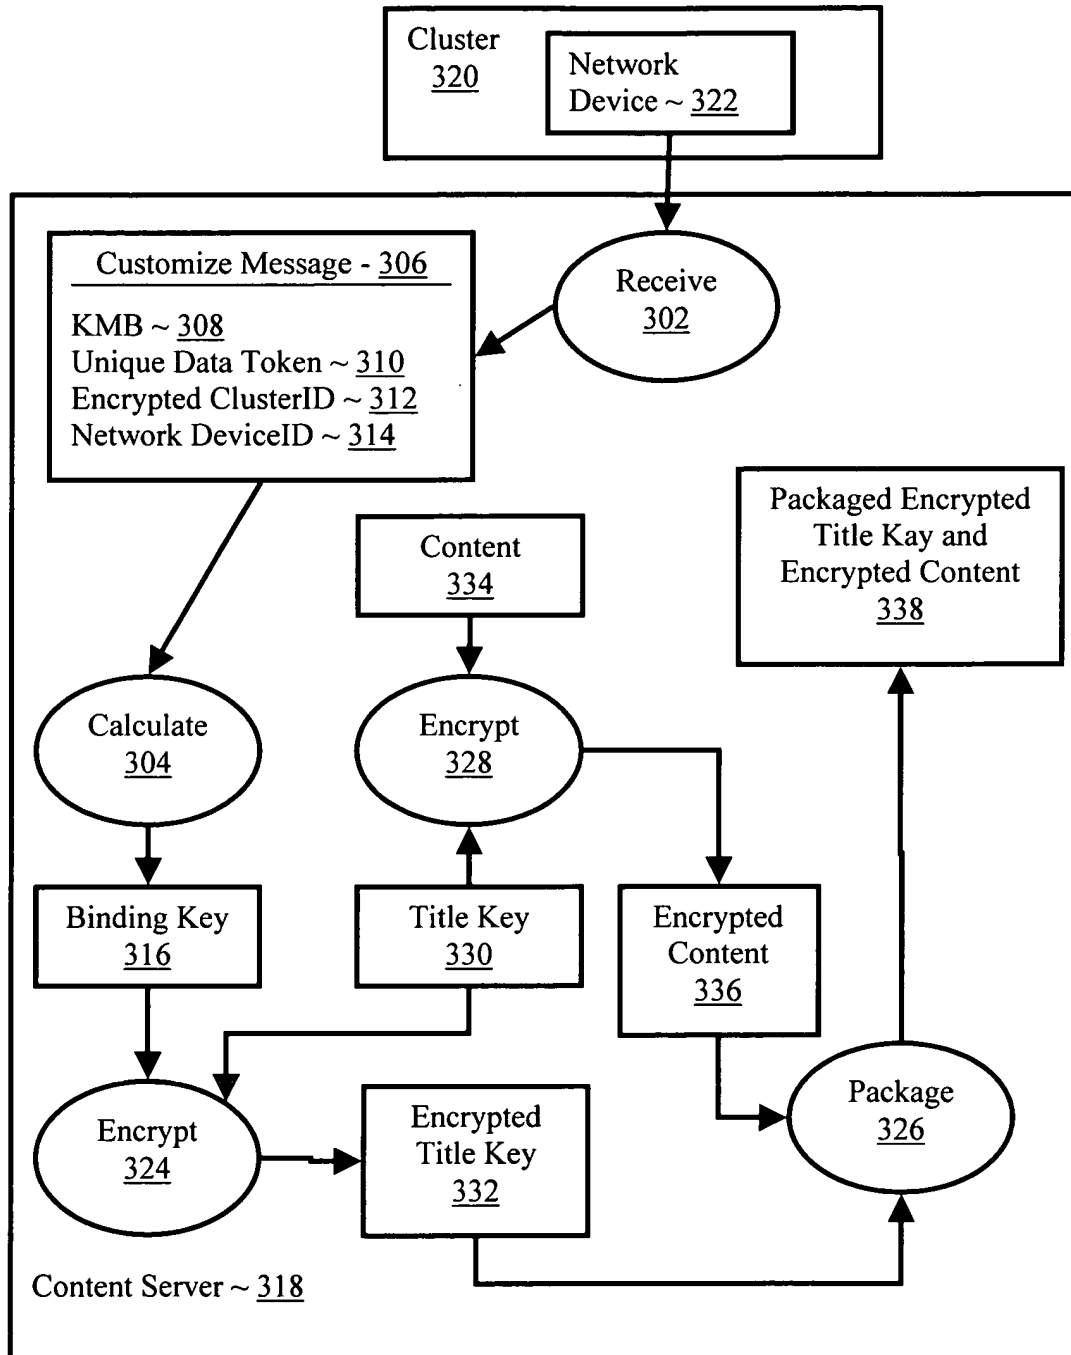 Cluster
320
Network
Device ~ 322
Receive
302
Customize Message - 306
KMB ~ 308
Unique Data Token ~ 310
Encrypted ClusterID ~ 312
Network DeviceID ~ 314
Content
334
Packaged Encrypted
Title Kay and
Encrypted Content
338
Calculate
304
Encrypt
328
Binding Key
316
Title Key
330
Encrypted
Content
336
Encrypt
324
Encrypted
Title Key
332
Package
326
Content Server ~ 318